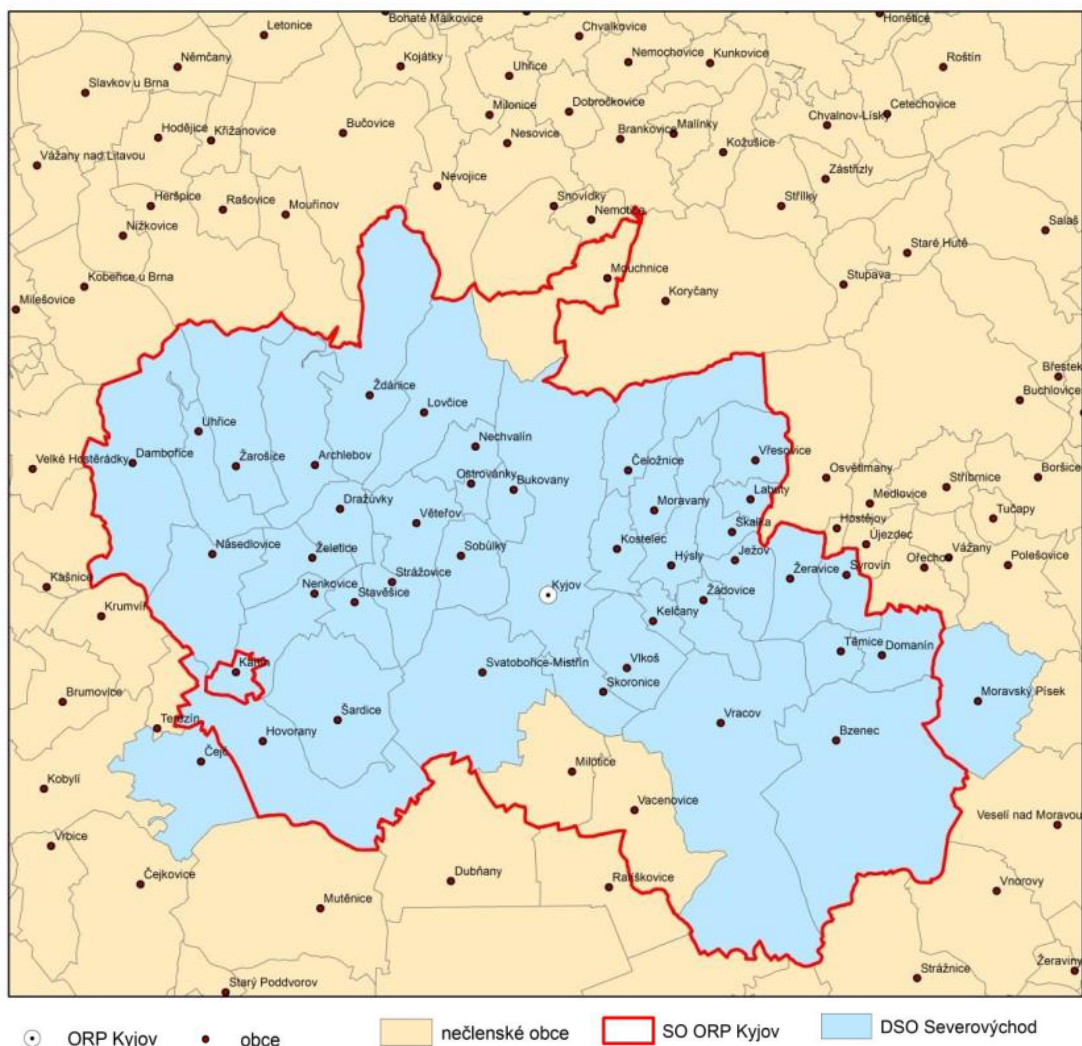 Letonice
Bohaté Málkovice
Chvalkovice
Honětice
Němčany
Kojátky
Uhřice
Nemochovice
Kunkovice
Roštín
Slavkov u Brna
Milonice
Dobročkovice
Cetechovice
Chvalnov-Lísky
Hodějice
Křižanovice
Bučovice
Nesovice
Brankovice
Malínky
Kožušice
Vážany nad Litavou
Nevojice
Zástřizly
Heršpice
Rašovice
Mouřínov
Snovídky
Nemotice
Střílky
Salaš
Nížkovice
Staré Hutě
Kobeřice u Brna
Mouchnice
Koryčany
Stupava
Milešovice
Břestek
Ždánice
Lovčice
Buchlovice
Uhřice
Nechvalín
Velké Hostěrádky
Dambořice
Žarošice
Archlebov
Ostrovánky
Bukovany
Čeložnice
Vřesovice
Osvětimany
Stříbrnice
Boršice
Dražůvky
Moravany
Labuty
Medlovice
Věteřov
Skalka
Hostějov
Tučapy
Násedlovice
Želetice
Sobůlky
Kostelec
Hýsly
Ježov
Újezdec
Vážany
Kašnice
Strážovice
Žeravice
Syrovín
Ořechov
Polešovice
Nenkovice
Stavěšice
Kyjov
Žádovice
Krumvíř
Kelčany
Karlín
Svatobořice-Mistřín
Vlkoš
Těmice
Domanín
Brumovice
Skoronice
Moravský Písek
Terezín
Šardice
Vracov
Hovorany
Bzenec
Čejč
Kobylí
Milotice
Vacenovice
Veselí nad Moravou
Vrbice
Čejkovice
Dubňany
Ratíškovice
Vnorovy
Mutěnice
Starý Poddvorov
Strážnice
Žeraviny
ORP Kyjov
obce
nečlenské obce
SO ORP Kyjov
DSO Severovýchod